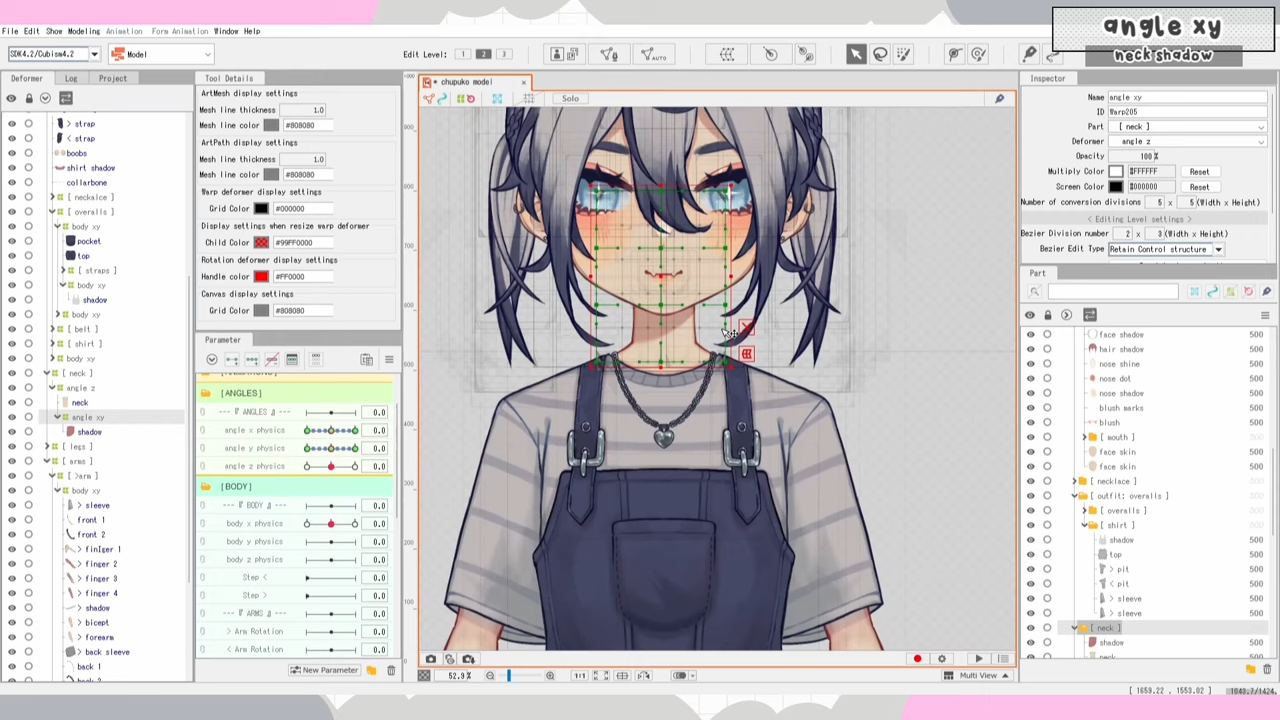 angle xy
neck shadow
File Edit Show Modeling Animation Form Animation Window Help
SDK4.2/Cubism4.2
Model
Edit Level: 1 2 3
AUTO
Deformer Log Project
> strap
< strap
boobs
shirt shadow
collarbone
[ necklace ]
[ overalls ]
body xy
pocket
top
[ straps ]
body xy
shadow
body xy
[ belt ]
[ shirt ]
body xy
[ neck ]
angle z
neck
angle xy
shadow
[ legs ]
[ arms ]
[ >arm ]
body xy
> sleeve
front 1
front 2
> finIger 1
> finger 2
> finger 3
> finger 4
> shadow
> bicept
> forearm
> back sleeve
back 1
Tool Details
ArtMesh display settings
Mesh line thickness 1.0
Mesh line color #808080
ArtPath display settings
Mesh line thickness 1.0
Mesh line color #808080
Warp deformer display settings
Grid Color #000000
Display settings when resize warp deformer
Child Color #99FF0000
Rotation deformer display settings
Handle color #FF0000
Canvas display settings
Grid Color #808080
Parameter
[ANGLES]
angle x physics 0.0
angle y physics 0.0
angle z physics 0.0
[BODY]
body x physics 0.0
body y physics 0.0
body z physics 0.0
Step < 0.0
Step > 0.0
> Arm Rotation 0.0
< Arm Rotation 0.0
New Parameter
* chupuko model
Solo
52.9%
1:1
Multi View
Inspector
Name angle xy
ID Warp205
Part [ neck ]
Deformer angle z
Opacity 100 %
Multiply Color #FFFFFF Reset
Screen Color #000000 Reset
Number of conversion divisions 5 x 5 (Width x Height)
< Editing Level settings >
Bezier Division number 2 x 3 (Width x Height)
Bezier Edit Type Retain Control structure
Part
face shadow 500
hair shadow 500
nose shine 500
nose dot 500
nose shadow 500
blush marks 500
blush 500
[ mouth ] 500
face skin 500
face skin 500
[ necklace ] 500
[ outfit: overalls ] 500
[ overalls ] 500
[ shirt ] 500
shadow 500
top 500
> pit 500
< pit 500
> sleeve 500
> sleeve 500
[ neck ] 500
shadow 500
[ 1659.22 , 1553.02 ]